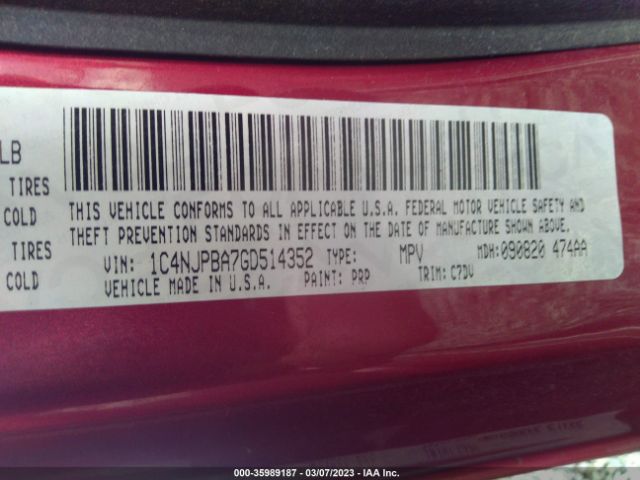 LB
TIRES
COLD
TIRES
COLD
THIS VEHICLE CONFORMS TO ALL APPLICABLE U.S.A. FEDERAL MOTOR VEHICLE SAFETY AND
THEFT PREVENTION STANDARDS IN EFFECT ON THE DATE OF MANUFACTURE SHOWN ABOVE.
VIN: 1C4NJPBA7GD514352 TYPE: MPV MDH:090820 474AA
VEHICLE MADE IN U.S.A. PAINT: PRP TRIM: C7DV
000-35989187 - 03/07/2023 - IAA Inc.